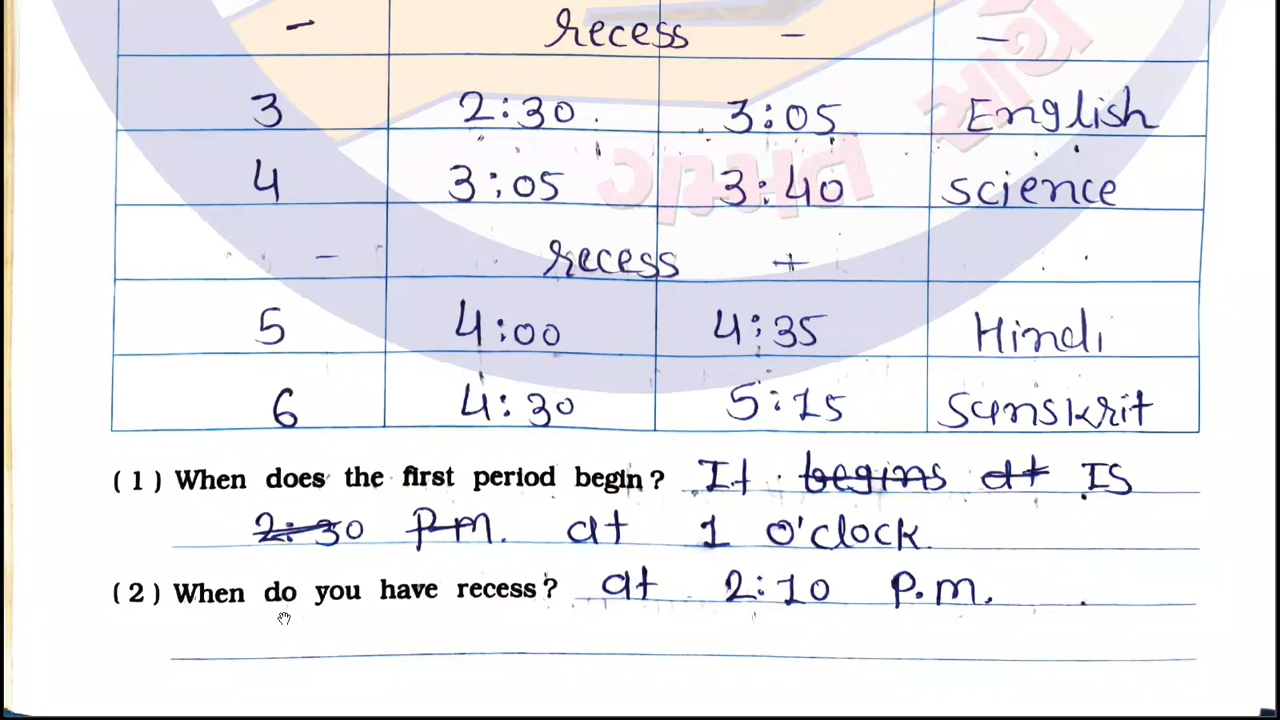 - recess - -
3 2:30 3:05 English
4 3:05 3:40 science
- recess +
5 4:00 4:35 Hindi
6 4:30 5:15 Sanskrit
(1) When does the first period begin? It begins at IS
2:30 P.M. at 1 o'clock
(2) When do you have recess? at 2:10 P.m.